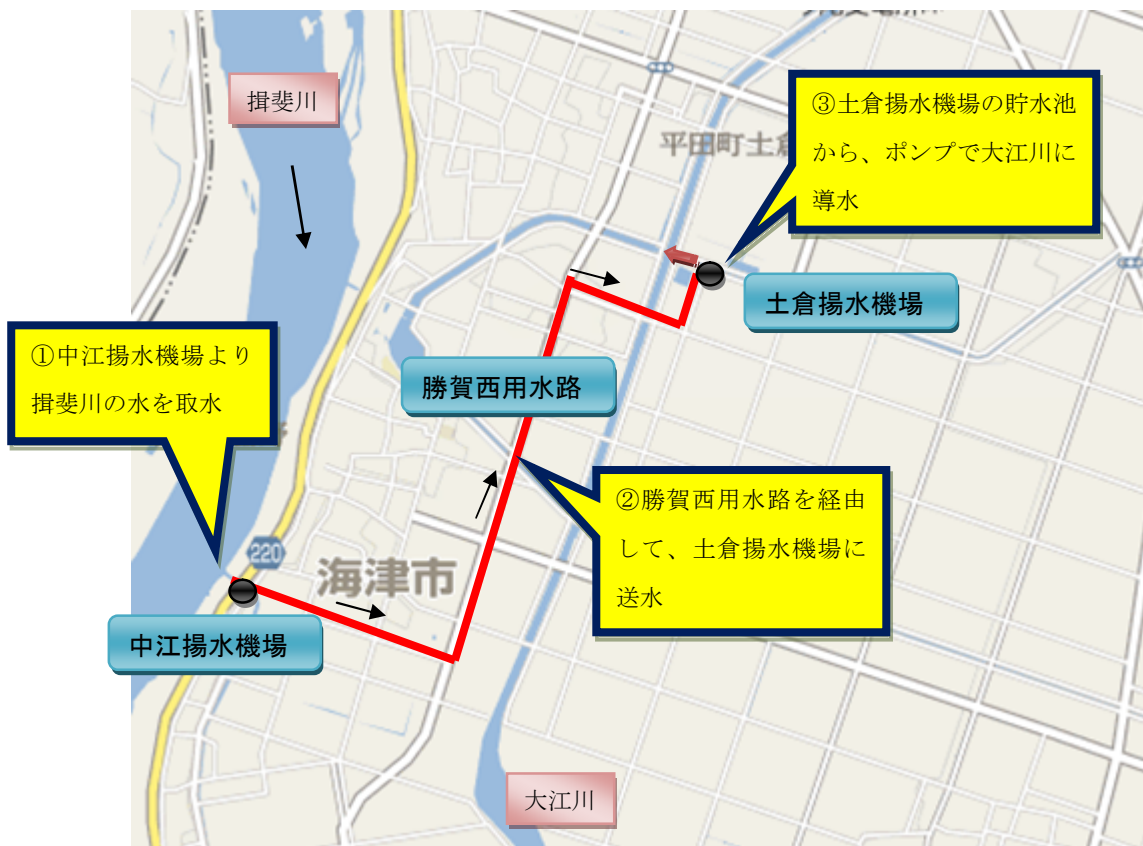 揖斐川
③土倉揚水機場の貯水池
から、ポンプで大江川に
導水
平田町土
土倉揚水機場
①中江揚水機場より
揖斐川の水を取水
勝賀西用水路
②勝賀西用水路を経由
して、土倉揚水機場に
送水
220
海津市
中江揚水機場
大江川